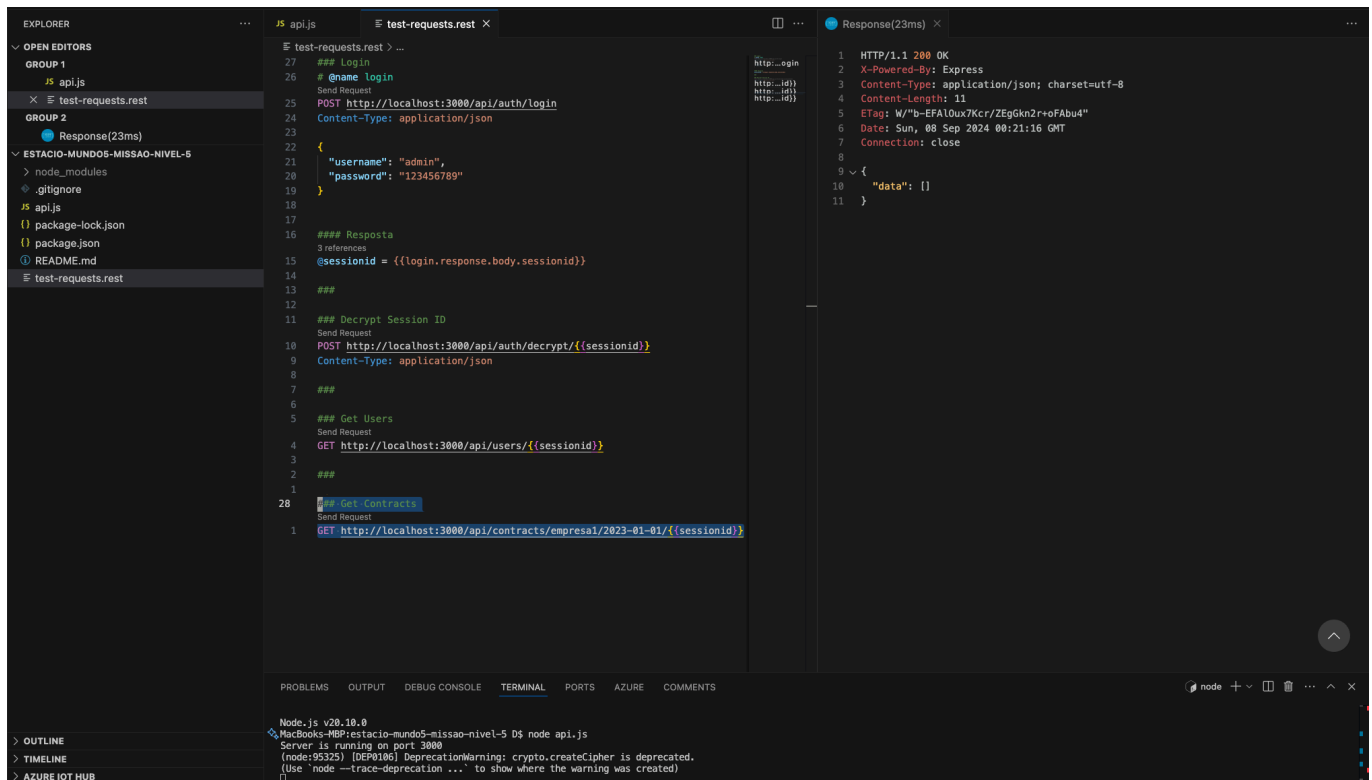 EXPLORER
OPEN EDITORS
GROUP 1
JS api.js
test-requests.rest
GROUP 2
Response(23ms)
ESTACIO-MUNDO5-MISSAO-NIVEL-5
node_modules
.gitignore
JS api.js
{} package-lock.json
{} package.json
README.md
test-requests.rest
OUTLINE
TIMELINE
AZURE IOT HUB
JS api.js
test-requests.rest
test-requests.rest > ...
27 ### Login
26 # @name login
Send Request
25 POST http://localhost:3000/api/auth/login
24 Content-Type: application/json
23
22 {
21 "username": "admin",
20 "password": "123456789"
19 }
18
17
16 #### Resposta
3 references
15 @sessionid = {{login.response.body.sessionid}}
14
13 ###
12
11 ### Decrypt Session ID
Send Request
10 POST http://localhost:3000/api/auth/decrypt/{{sessionid}}
9 Content-Type: application/json
8
7 ###
6
5 ### Get Users
Send Request
4 GET http://localhost:3000/api/users/{{sessionid}}
3
2 ###
1
28 ### Get Contracts
Send Request
1 GET http://localhost:3000/api/contracts/empresa1/2023-01-01/{{sessionid}}
http:…ogin
http:…id}}
http:…id}}
http:…id}}
Response(23ms)
1 HTTP/1.1 200 OK
2 X-Powered-By: Express
3 Content-Type: application/json; charset=utf-8
4 Content-Length: 11
5 ETag: W/"b-EFAlOux7Kcr/ZEgGkn2r+oFAbu4"
6 Date: Sun, 08 Sep 2024 00:21:16 GMT
7 Connection: close
8
9 {
10 "data": []
11 }
PROBLEMS OUTPUT DEBUG CONSOLE TERMINAL PORTS AZURE COMMENTS
node
Node.js v20.10.0
MacBooks-MBP:estacio-mundo5-missao-nivel-5 D$ node api.js
Server is running on port 3000
(node:95325) [DEP0106] DeprecationWarning: crypto.createCipher is deprecated.
(Use `node --trace-deprecation ...` to show where the warning was created)